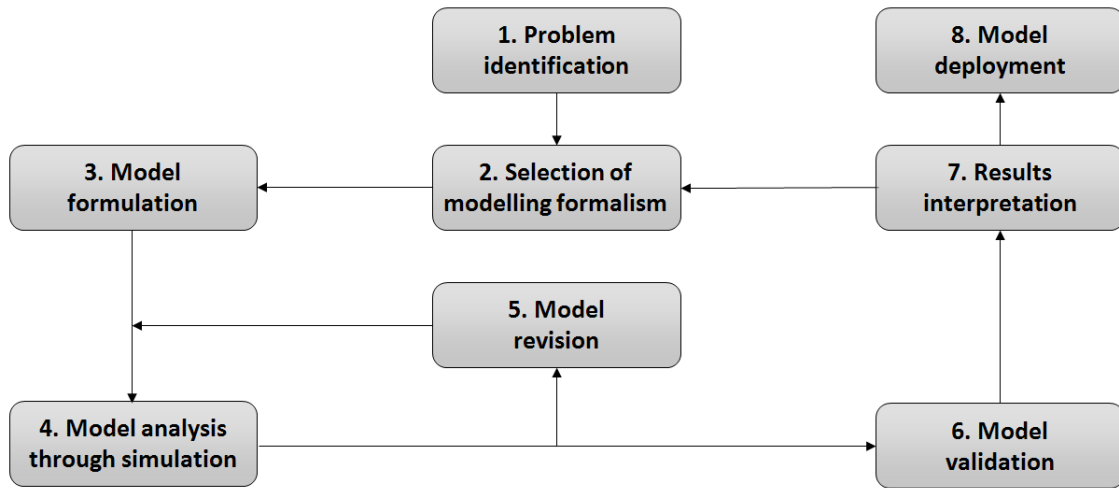 1. Problem
identification
8. Model
deployment
3. Model
formulation
2. Selection of
modelling formalism
7. Results
interpretation
5. Model
revision
4. Model analysis
through simulation
6. Model
validation